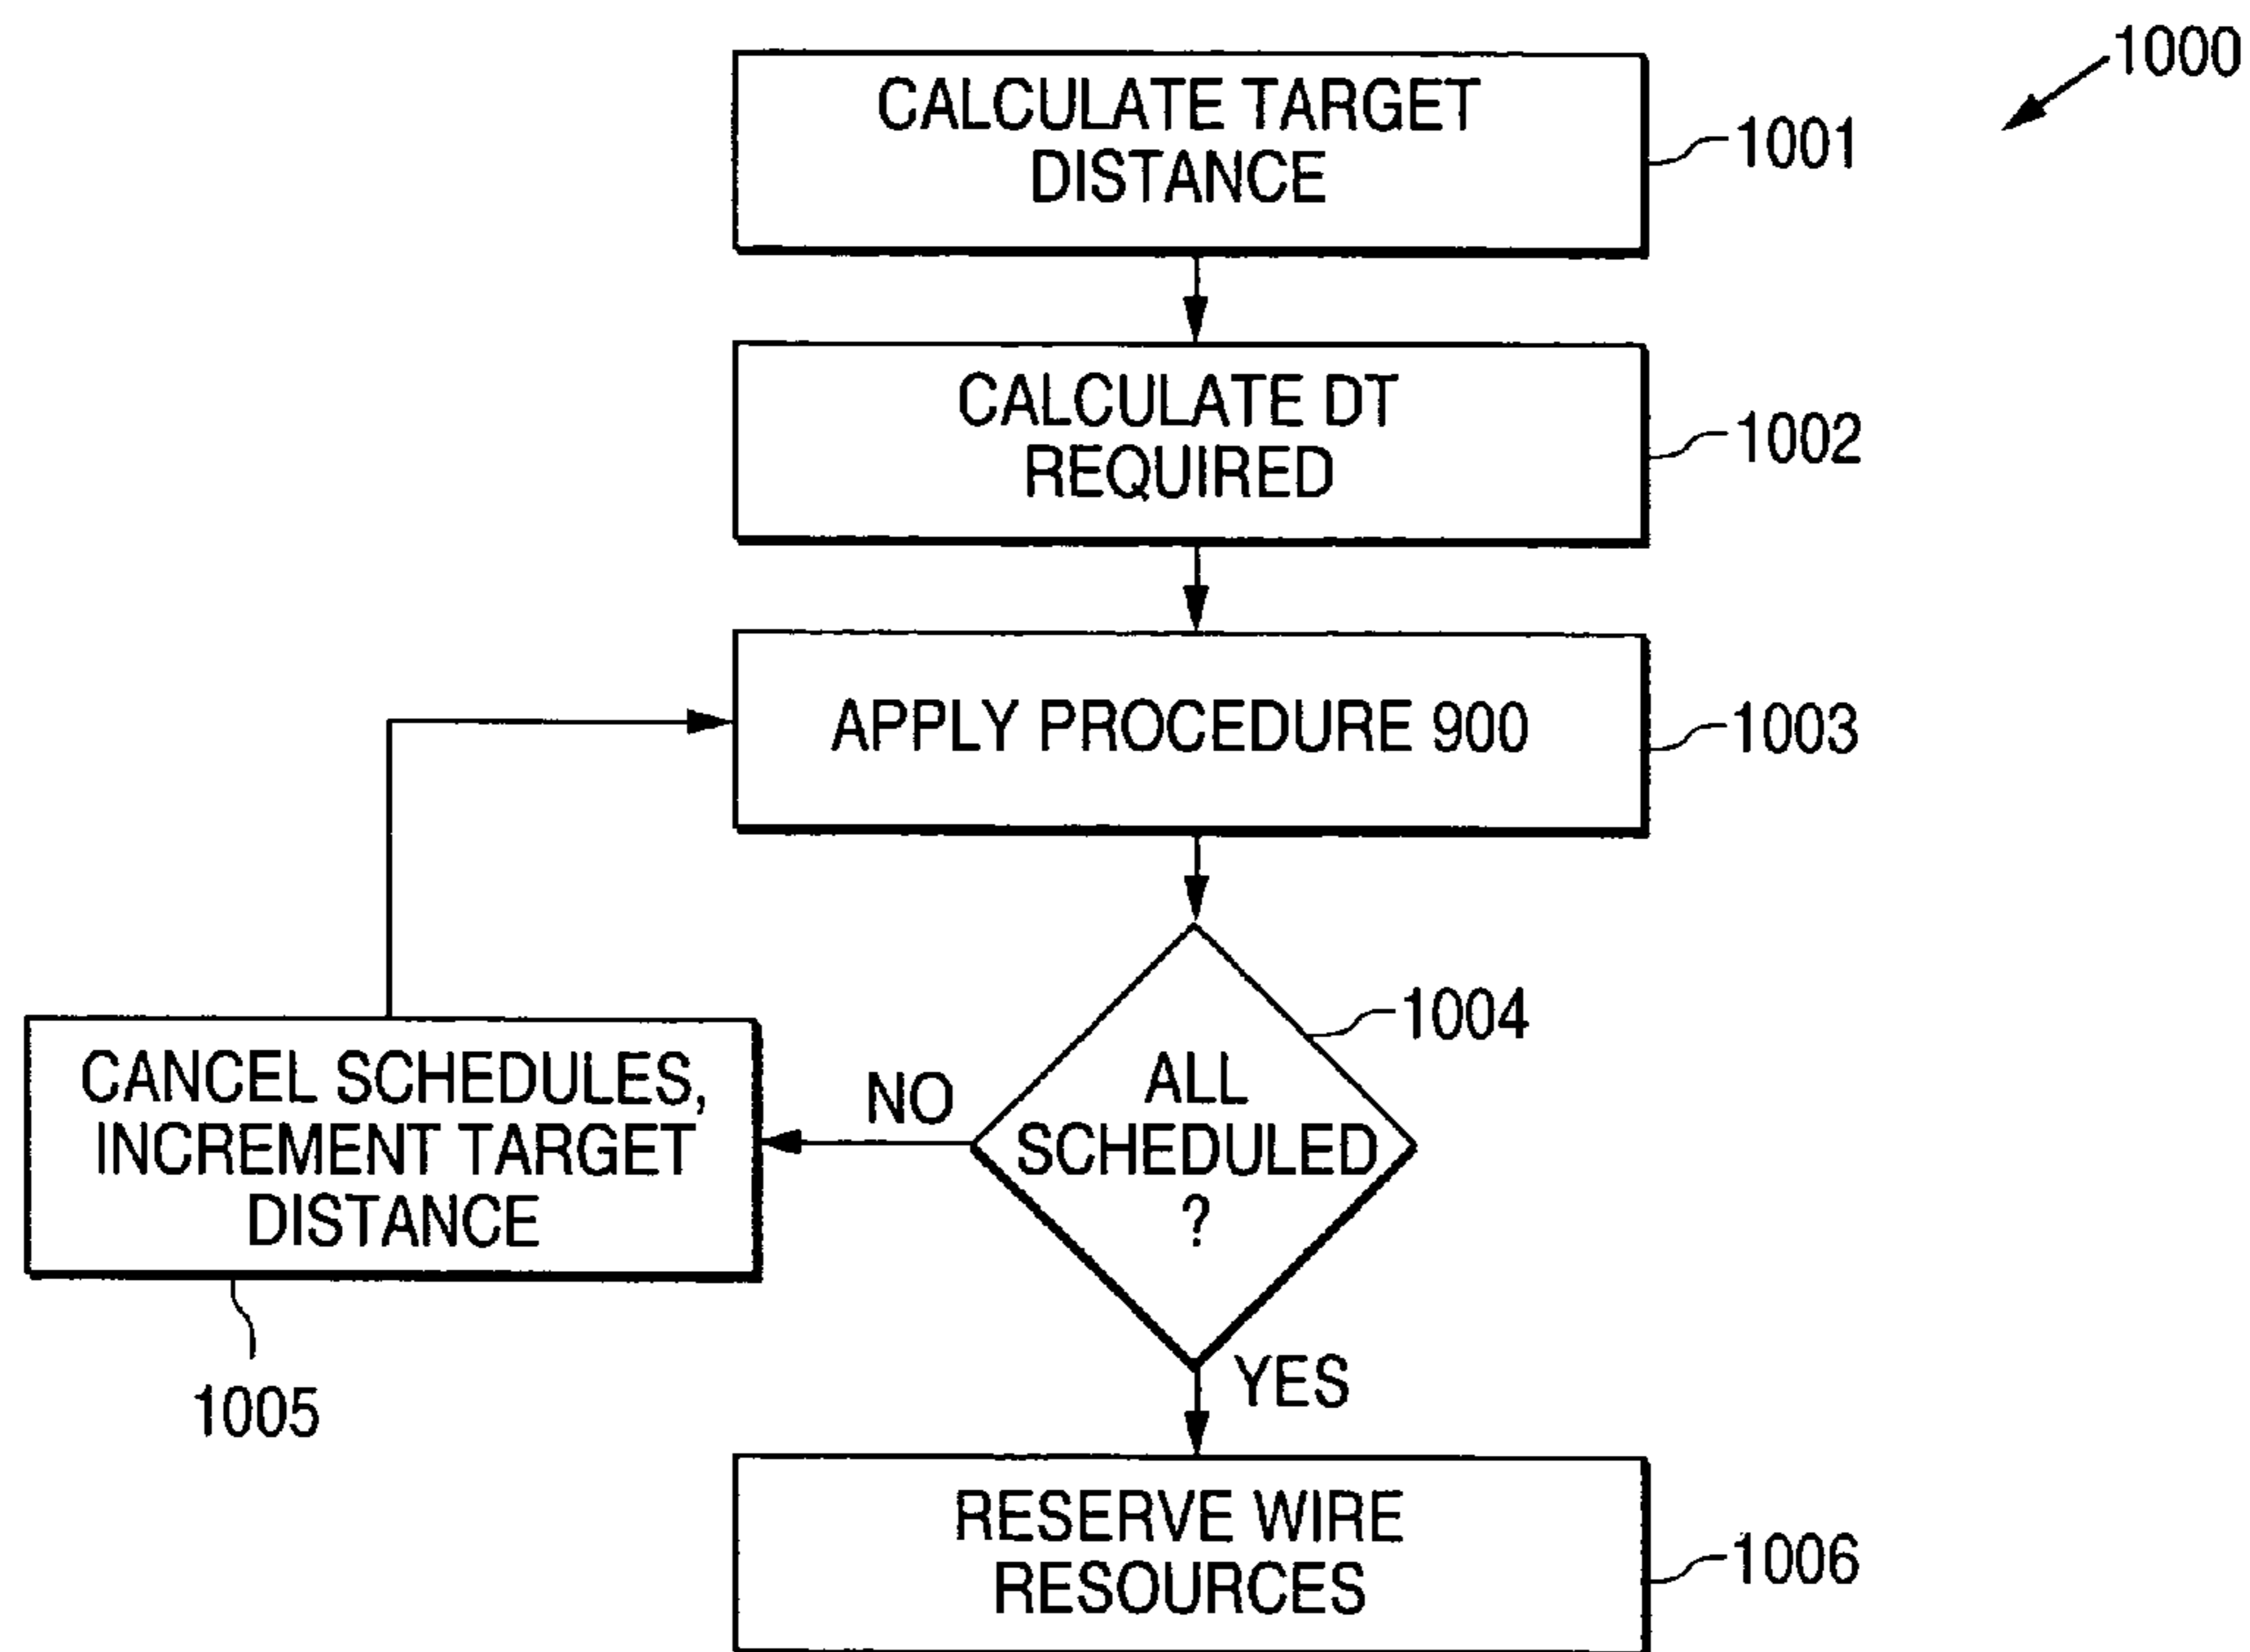 1000
CALCULATE TARGET
DISTANCE
1001
CALCULATE DT
REQUIRED
1002
APPLY PROCEDURE 900
1003
1004
ALL
SCHEDULED
?
NO
CANCEL SCHEDULES,
INCREMENT TARGET
DISTANCE
1005
YES
RESERVE WIRE
RESOURCES
1006